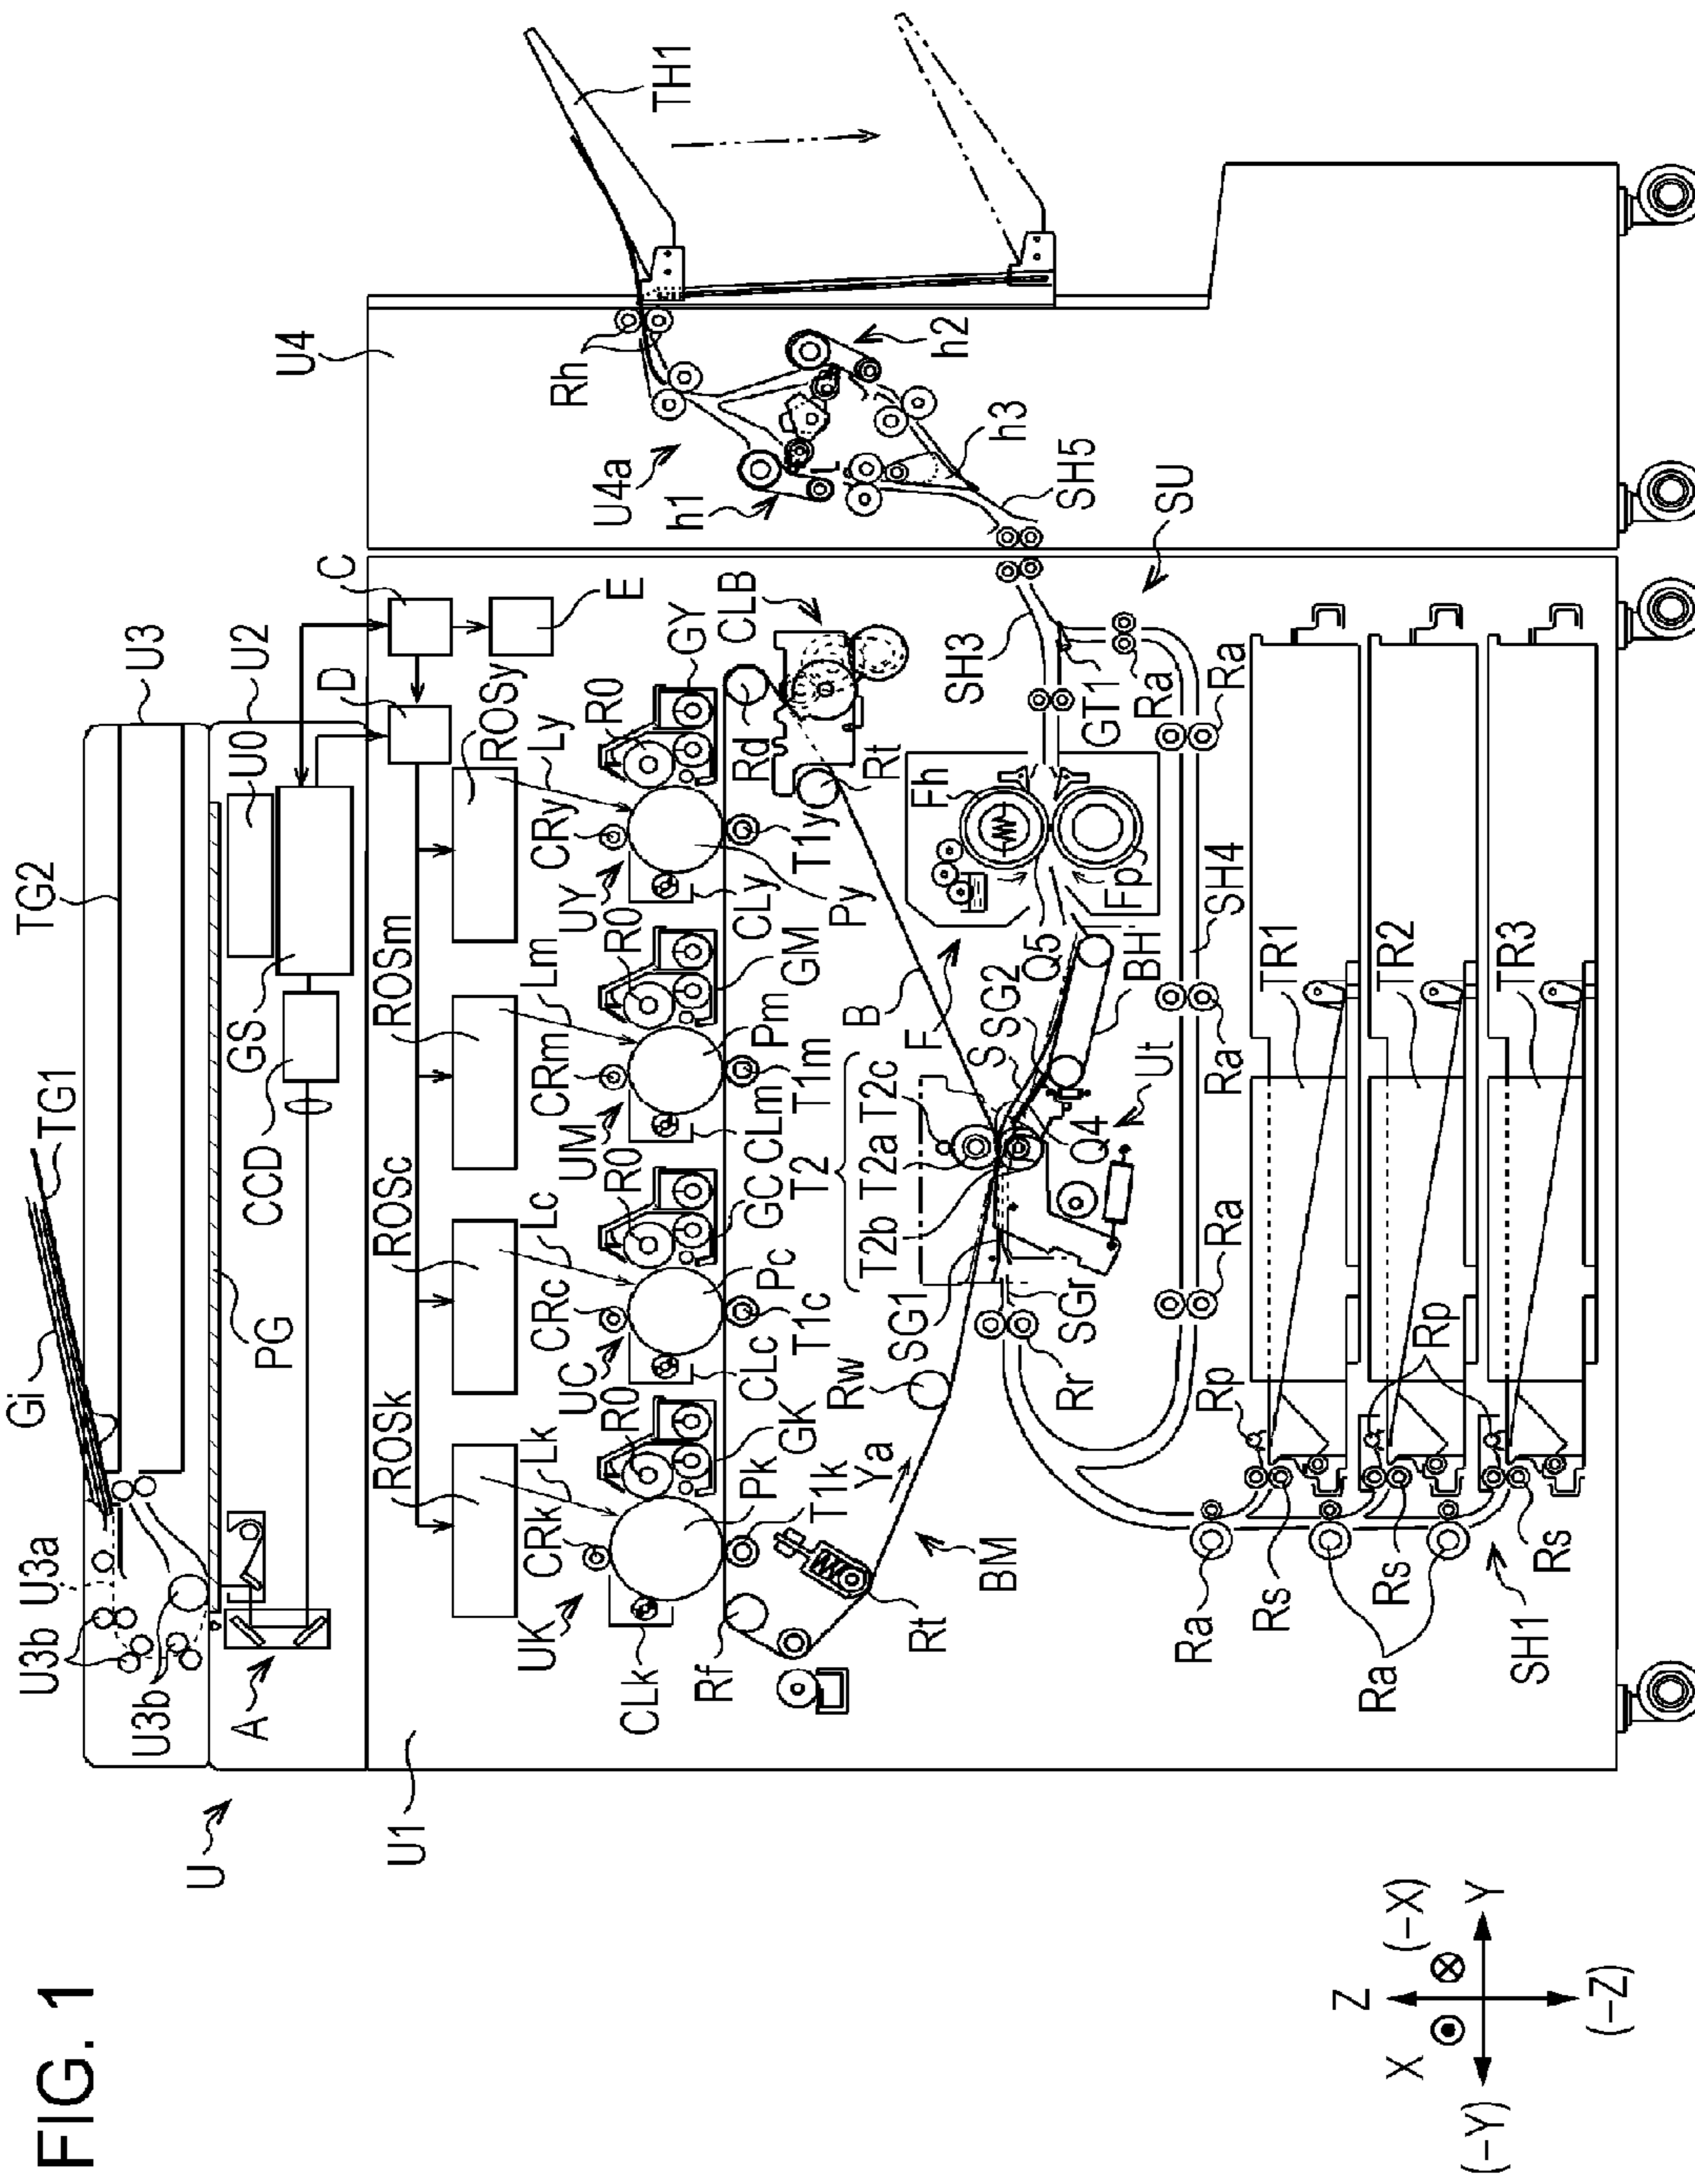 FIG. 1
U
U3
U2
TG2
U0
TG1
Gi
GS
CCD
PG
U3a
U3b
U3b
A
U1
C
D
E
U4
TH1
Rh
U4a
h1
h2
h3
SH5
SU
ROSy
ROSm
ROSc
ROSk
Ly
Lm
Lc
Lk
CRy
CRm
CRc
CRk
UY
UM
UC
UK
R0
R0
R0
R0
GY
GM
GC
GK
CLB
CLy
CLm
CLc
CLk
Py
Pm
Pc
Pk
T1y
T1m
T1c
T1k
Rd
Rt
Rf
Rt
Rw
Ya
BM
B
F
Fh
Fp
SH3
GT1
Ra
Ra
Ra
Ra
SH4
Q5
BH
S
SG2
Ut
Q4
T2
T2b T2a T2c
SG1
SGr
Rr
TR1
TR2
TR3
Rp
Rp
Rs
Rs
Rs
Ra
Ra
SH1
X
Z
(−X)
(−Y)
Y
(−Z)